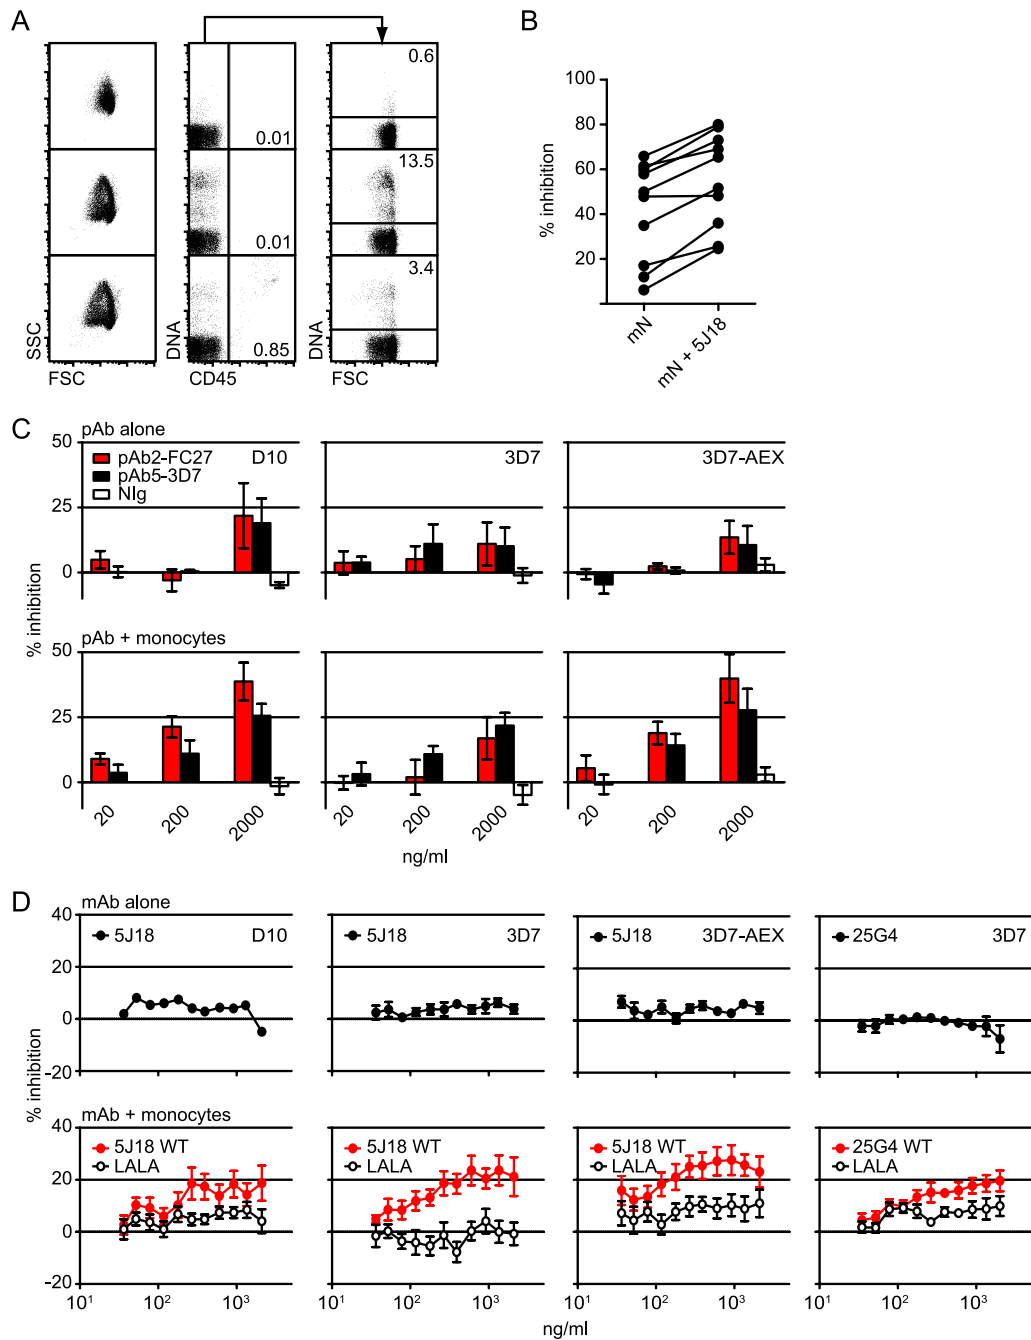 A
0.6
0.01
13.5
0.01
3.4
0.85
SSC
FSC
DNA
CD45
DNA
FSC
B
100
80
60
40
20
% inhibition
mN
mN + 5J18
C
pAb alone
50
25
0
pAb2-FC27
pAb5-3D7
NIg
D10
3D7
3D7-AEX
% inhibition
pAb + monocytes
50
25
0
20
200
2000
20
200
2000
20
200
2000
ng/ml
D
mAb alone
40
20
0
-20
5J18
D10
5J18
3D7
5J18
3D7-AEX
25G4
3D7
% inhibition
mAb + monocytes
40
20
0
-20
5J18 WT
LALA
5J18 WT
LALA
5J18 WT
LALA
25G4 WT
LALA
10¹
10²
10³
10¹
10²
10³
10¹
10²
10³
10¹
10²
10³
ng/ml